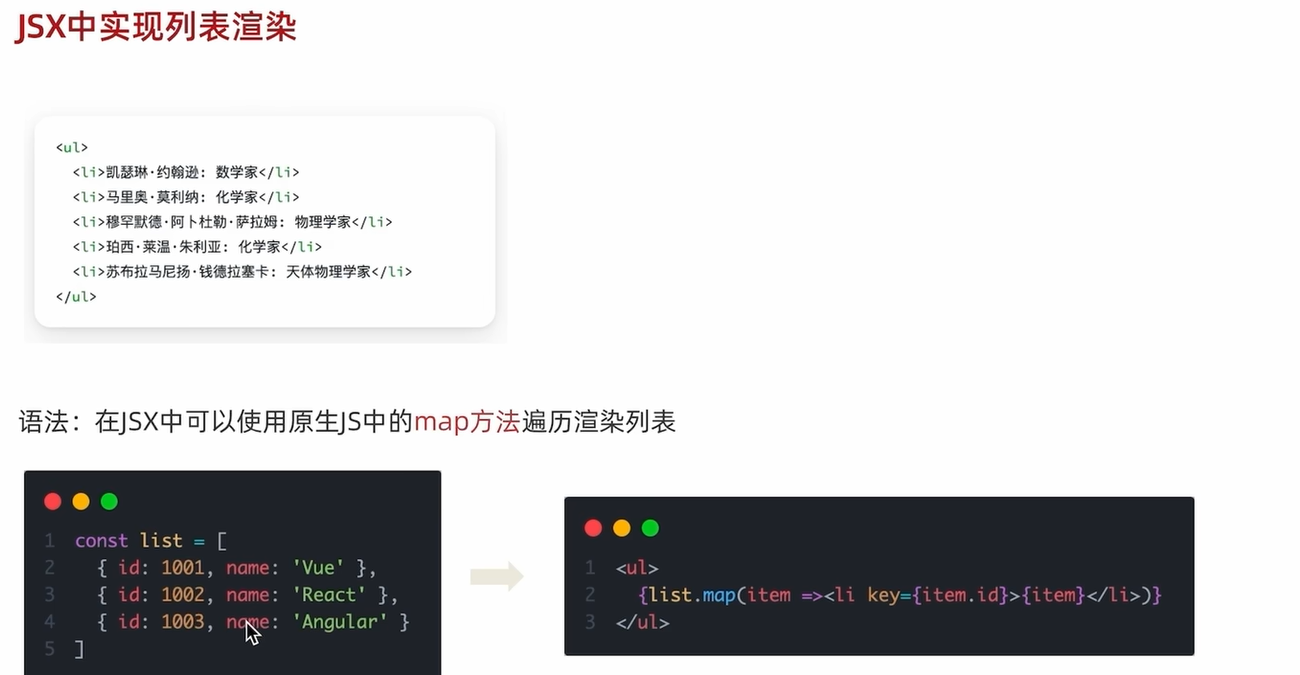 JSX中实现列表渲染
<ul>
<li>凯瑟琳·约翰逊: 数学家</li>
<li>马里奥·莫利纳: 化学家</li>
<li>穆罕默德·阿卜杜勒·萨拉姆: 物理学家</li>
<li>珀西·莱温·朱利亚: 化学家</li>
<li>苏布拉马尼扬·钱德拉塞卡: 天体物理学家</li>
</ul>
语法：在JSX中可以使用原生JS中的map方法遍历渲染列表
1 const list = [
2 { id: 1001, name: 'Vue' },
3 { id: 1002, name: 'React' },
4 { id: 1003, name: 'Angular' }
5 ]
1 <ul>
2 {list.map(item =><li key={item.id}>{item}</li>)}
3 </ul>